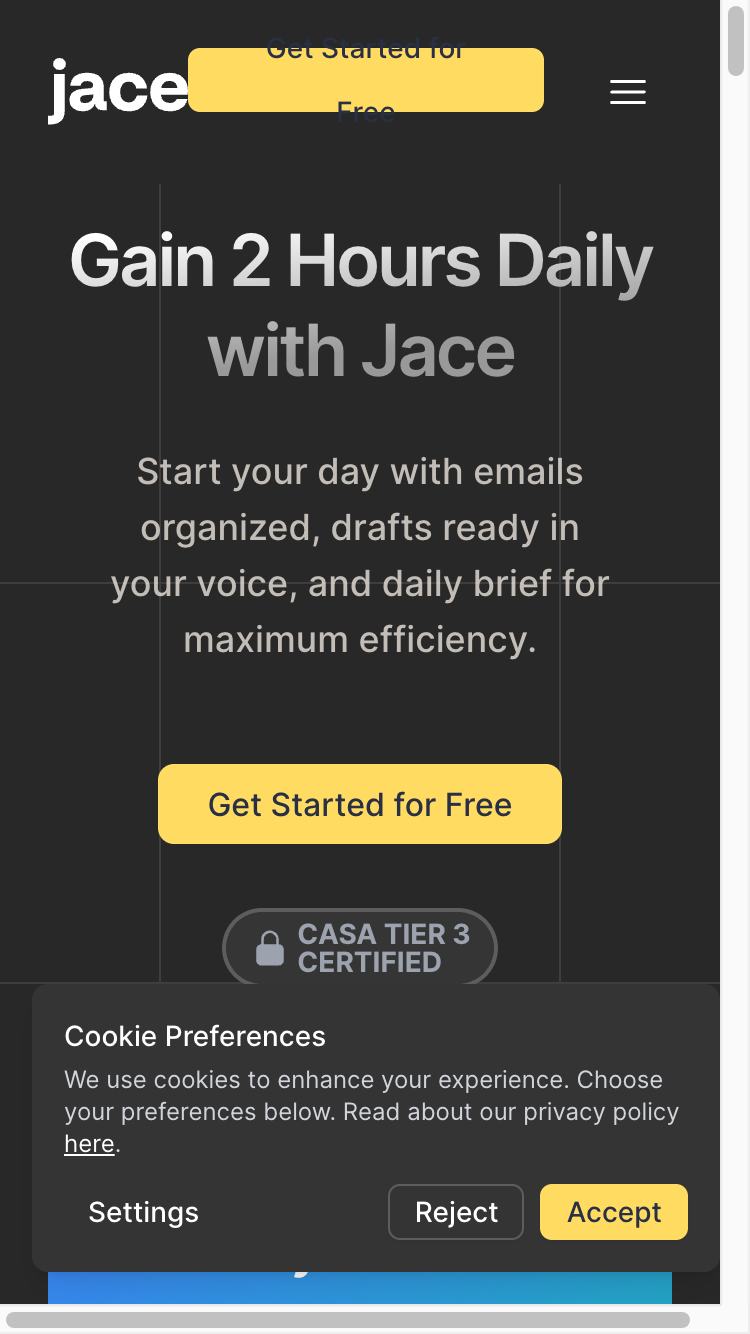 jace
Get Started for
Free
Gain 2 Hours Daily
with Jace
Start your day with emails
organized, drafts ready in
your voice, and daily brief for
maximum efficiency.
Get Started for Free
CASA TIER 3
CERTIFIED
Cookie Preferences
We use cookies to enhance your experience. Choose
your preferences below. Read about our privacy policy
here.
Settings
Reject
Accept